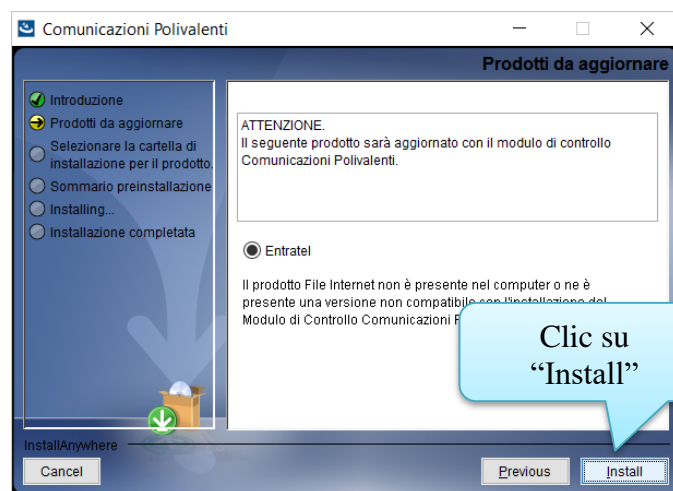 Comunicazioni Polivalenti
Prodotti da aggiornare
Introduzione
Prodotti da aggiornare
Selezionare la cartella di
installazione per il prodotto.
Sommario preinstallazione
Installing...
Installazione completata
ATTENZIONE.
Il seguente prodotto sarà aggiornato con il modulo di controllo
Comunicazioni Polivalenti.
Entratel
Il prodotto File Internet non è presente nel computer o ne è
presente una versione non compatibile con l'installazione del
Modulo di Controllo Comunicazioni
Clic su
“Install”
InstallAnywhere
Cancel
Previous
Install